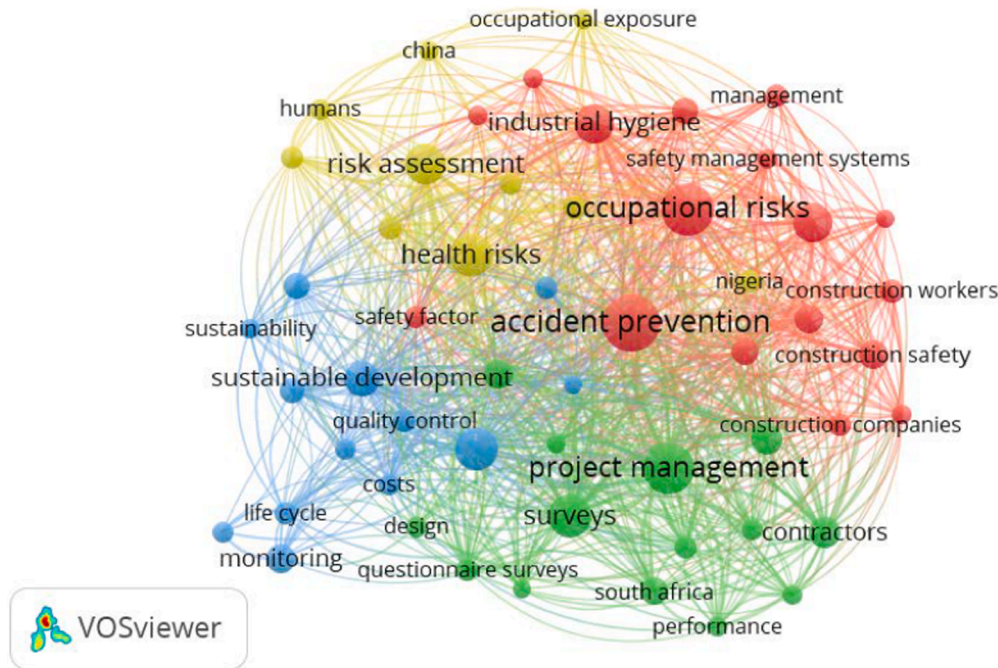 occupational exposure
china
management
humans
industrial hygiene
safety management systems
risk assessment
occupational risks
health risks
nigeria
construction workers
safety factor
accident prevention
sustainability
construction safety
sustainable development
quality control
construction companies
project management
costs
life cycle
surveys
design
contractors
monitoring
questionnaire surveys
south africa
performance
VOSviewer